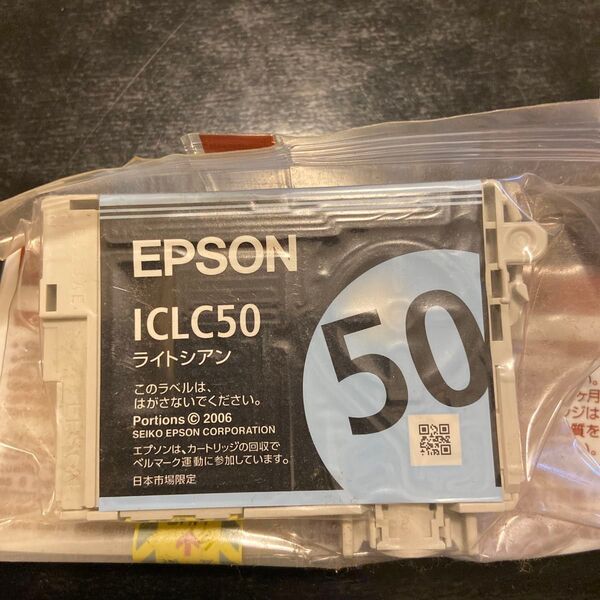 EPSON
ICLC50
ライトシアン
50
このラベルは、
はがさないでください。
Portions © 2006
SEIKO EPSON CORPORATION
エプソンは、カートリッジの回収で
ベルマーク運動に参加しています。
日本市場限定